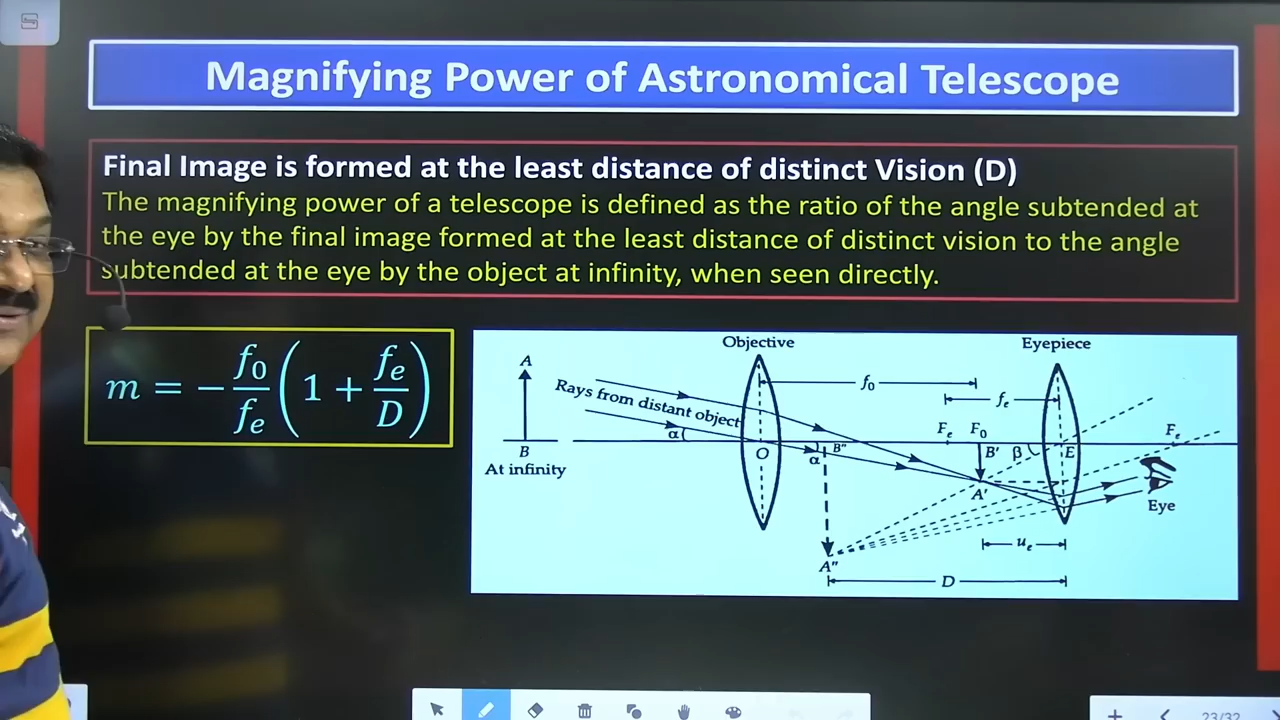 Magnifying Power of Astronomical Telescope
Final Image is formed at the least distance of distinct Vision (D)
The magnifying power of a telescope is defined as the ratio of the angle subtended at
the eye by the final image formed at the least distance of distinct vision to the angle
subtended at the eye by the object at infinity, when seen directly.
m = − f₀/fₑ (1 + fₑ/D)
Objective
Eyepiece
A
B
At infinity
Rays from distant object
α
O
α
B"
A"
f₀
fₑ
Fₑ
F₀
B'
A'
β
E
Fₑ
Eye
uₑ
D
23/32